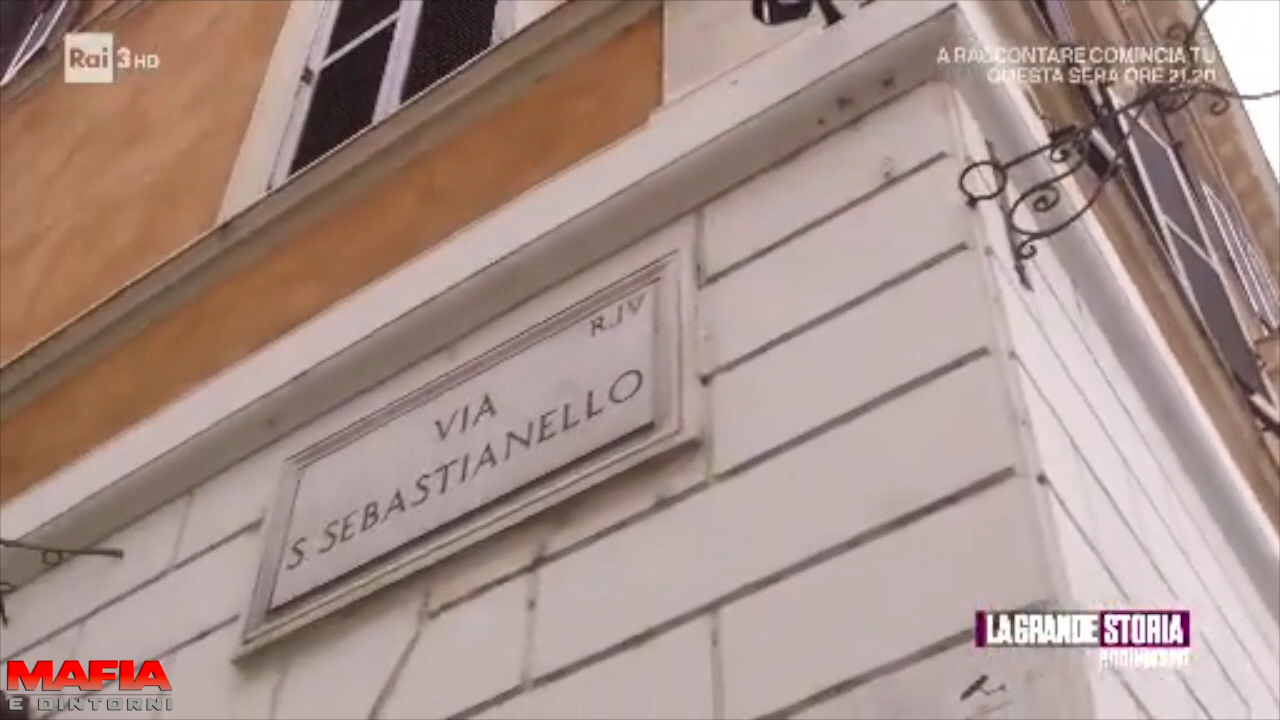 Rai 3 HD
A RACCONTARE COMINCIA TU
QUESTA SERA ORE 21.20
R. IV
VIA
S. SEBASTIANELLO
LA GRANDE STORIA
MAFIA
E DINTORNI